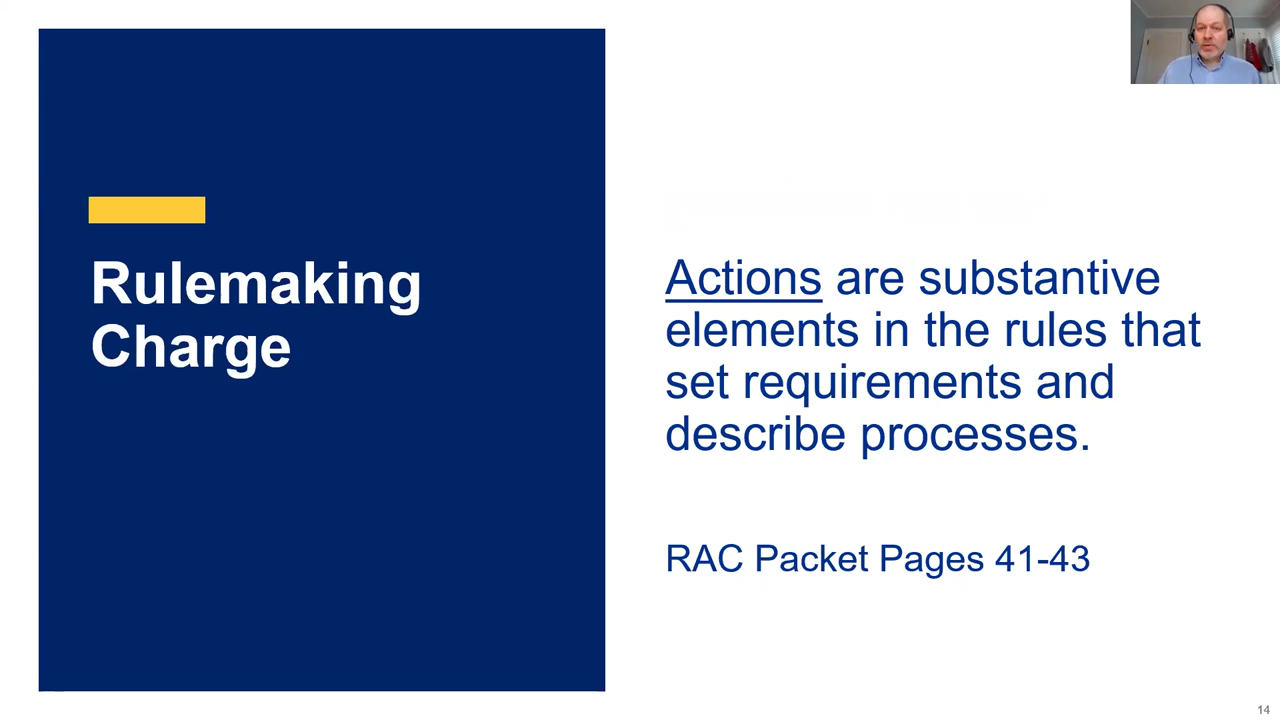 Rulemaking
Charge
Actions are substantive
elements in the rules that
set requirements and
describe processes.
RAC Packet Pages 41-43
14